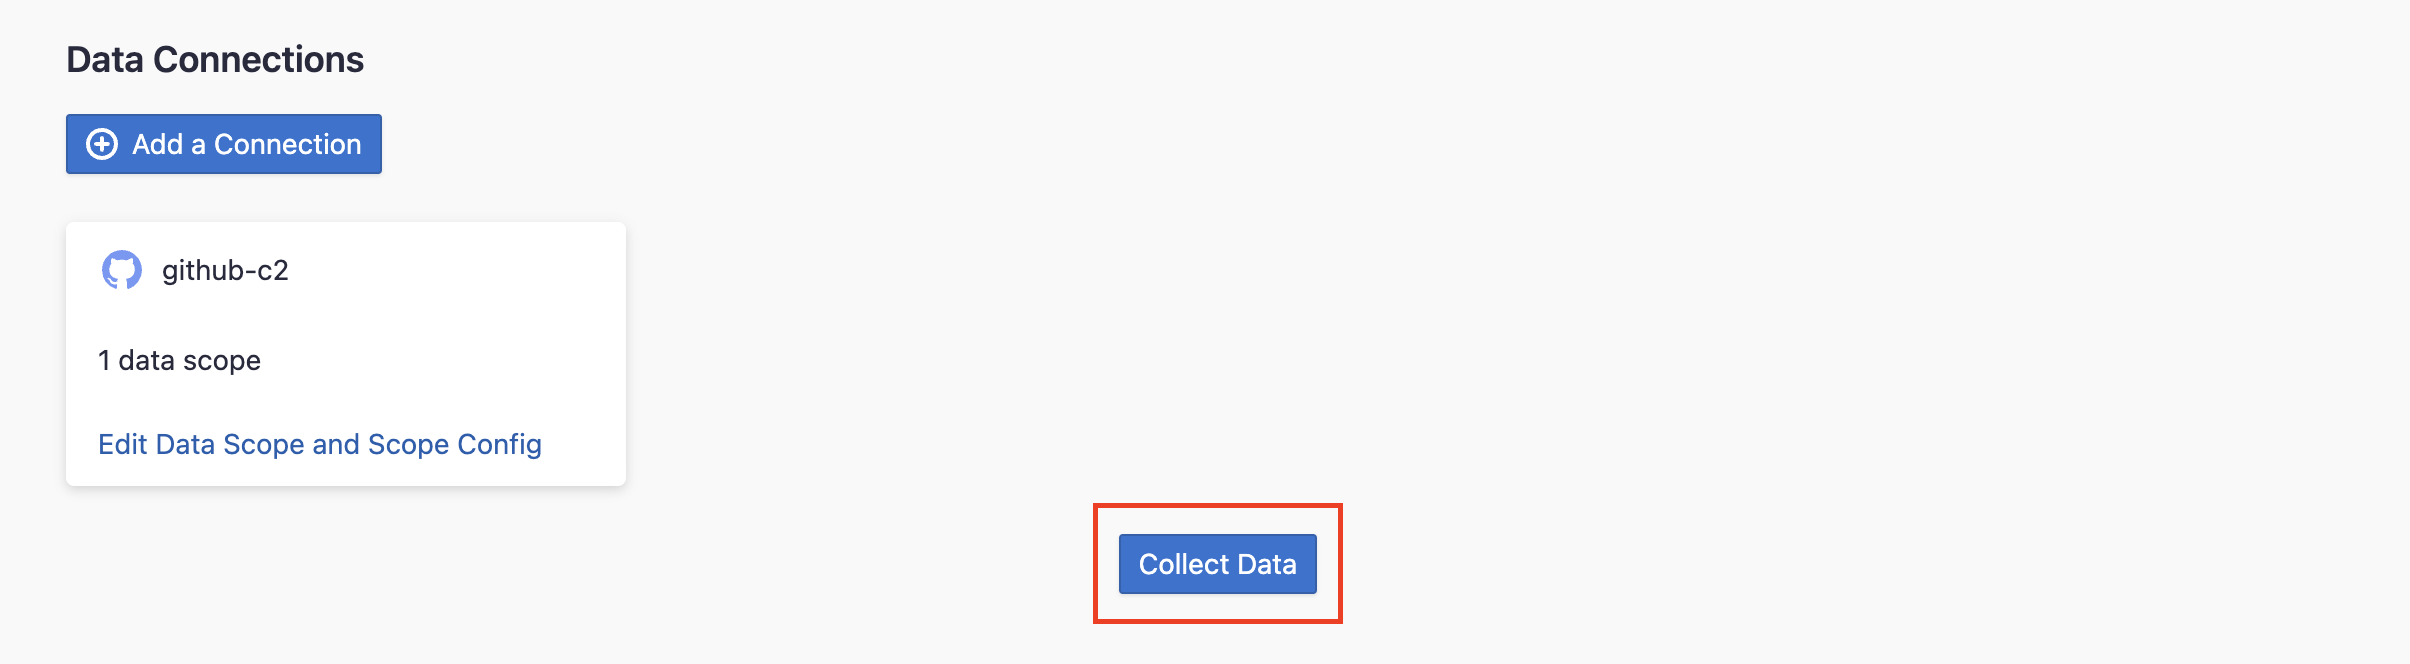 Data Connections
Add a Connection
github-c2
1 data scope
Edit Data Scope and Scope Config
Collect Data